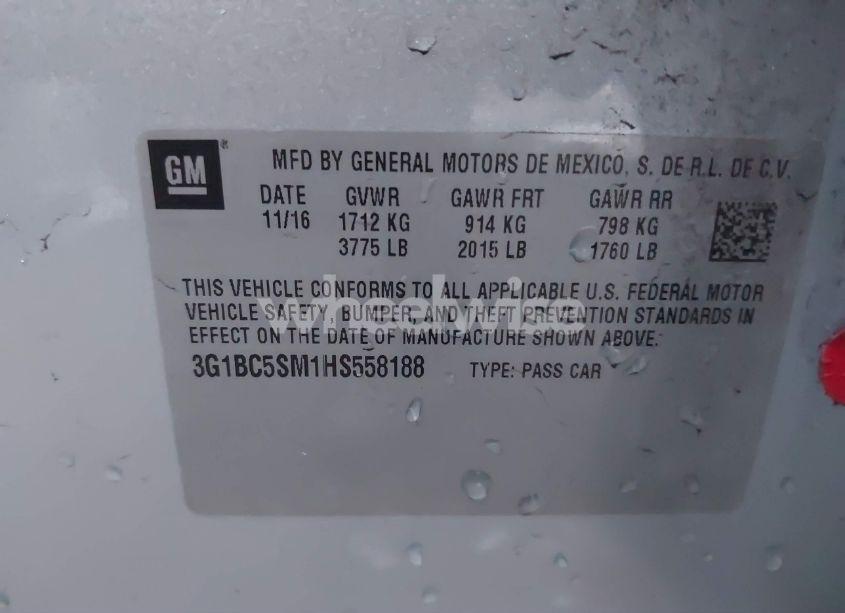 GM® MFD BY GENERAL MOTORS DE MEXICO, S. DE R.L. DE C.V.
DATE GVWR GAWR FRT GAWR RR
11/16 1712 KG 914 KG 798 KG
3775 LB 2015 LB 1760 LB
THIS VEHICLE CONFORMS TO ALL APPLICABLE U.S. FEDERAL MOTOR
VEHICLE SAFETY, BUMPER, AND THEFT PREVENTION STANDARDS IN
EFFECT ON THE DATE OF MANUFACTURE SHOWN ABOVE.
3G1BC5SM1HS558188 TYPE: PASS CAR
wheelwise